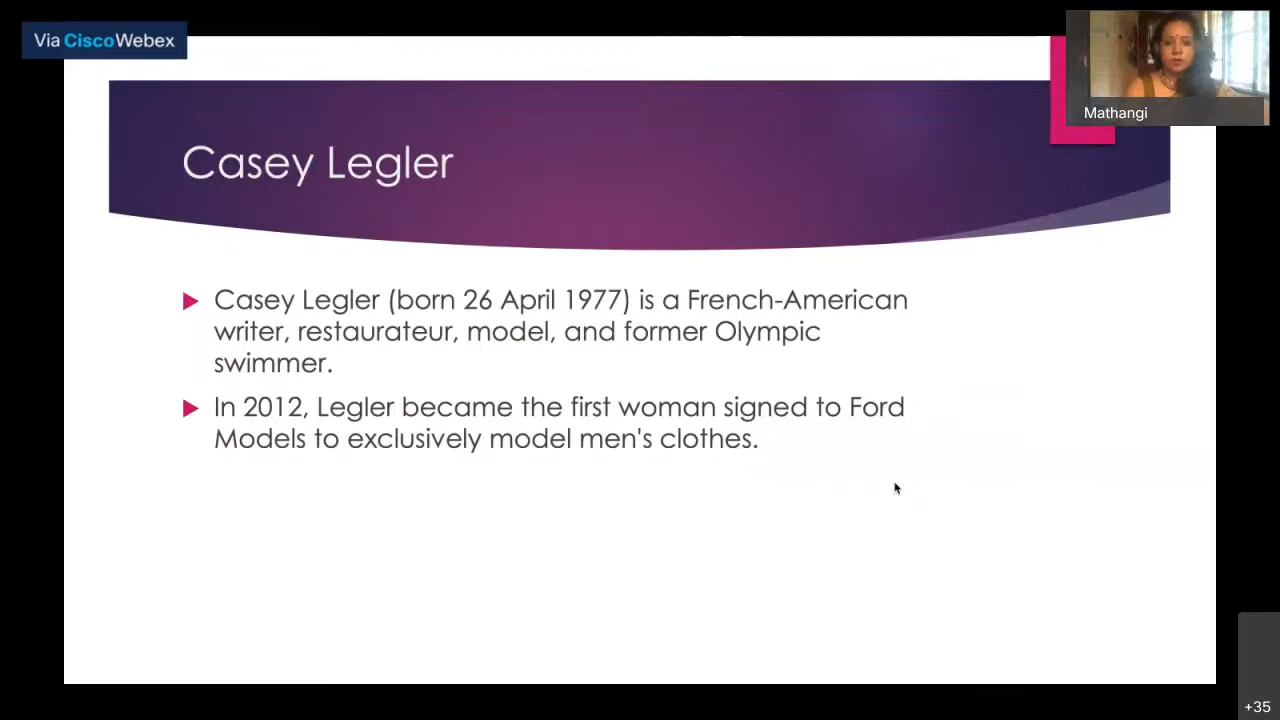 Via CiscoWebex
Mathangi
Casey Legler
Casey Legler (born 26 April 1977) is a French-American
writer, restaurateur, model, and former Olympic
swimmer.
In 2012, Legler became the first woman signed to Ford
Models to exclusively model men's clothes.
+35